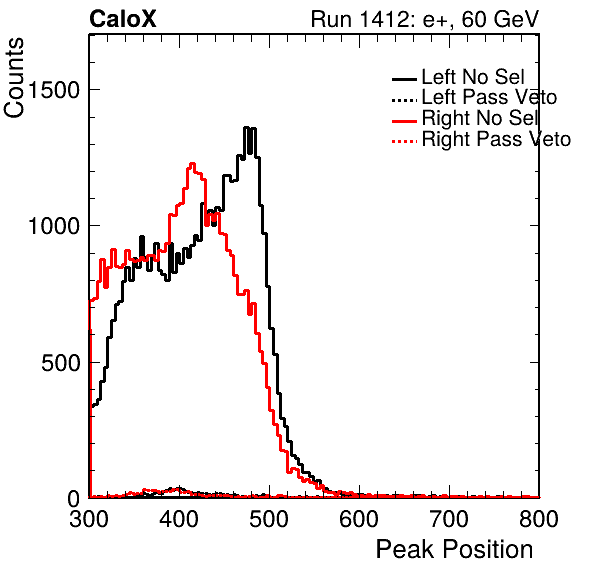 CaloX Run 1412: e+, 60 GeV
Counts
Left No Sel
Left Pass Veto
Right No Sel
Right Pass Veto
1500
1000
500
0
300 400 500 600 700 800
Peak Position